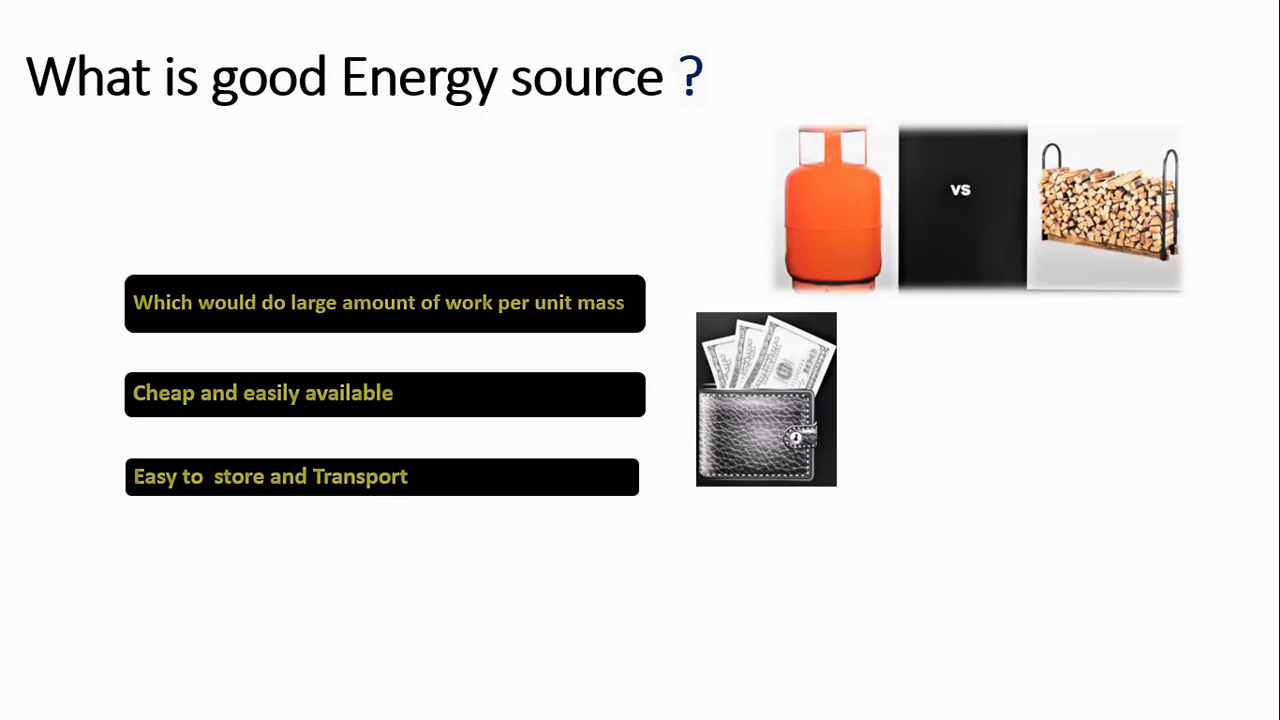 What is good Energy source ?
vs
Which would do large amount of work per unit mass
Cheap and easily available
Easy to  store and Transport